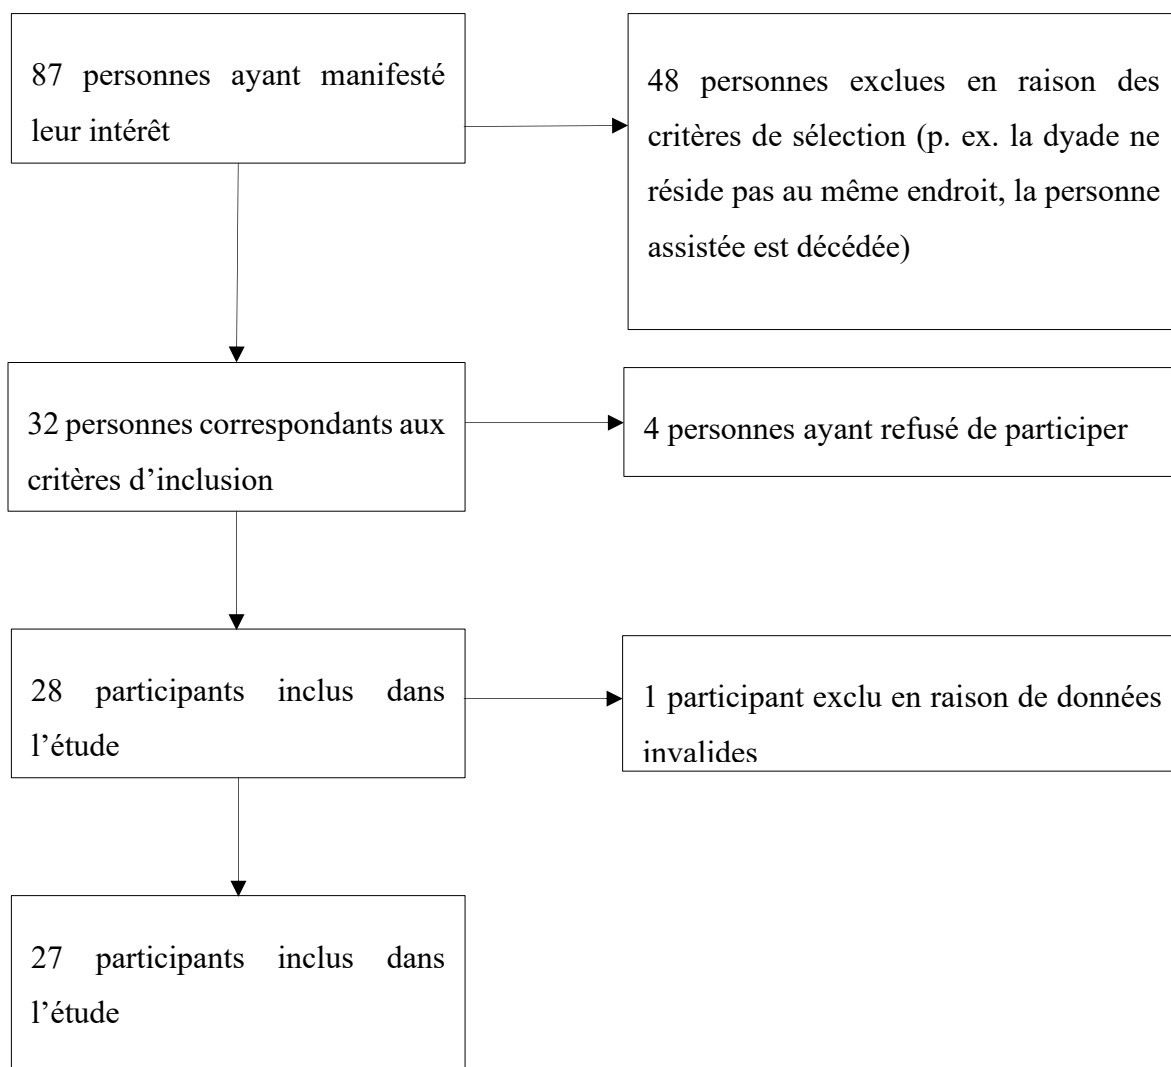 87 personnes ayant manifesté
leur intérêt
48 personnes exclues en raison des
critères de sélection (p. ex. la dyade ne
réside pas au même endroit, la personne
assistée est décédée)
32 personnes correspondants aux
critères d’inclusion
4 personnes ayant refusé de participer
28 participants inclus dans
l’étude
1 participant exclu en raison de données
invalides
27 participants inclus dans
l’étude